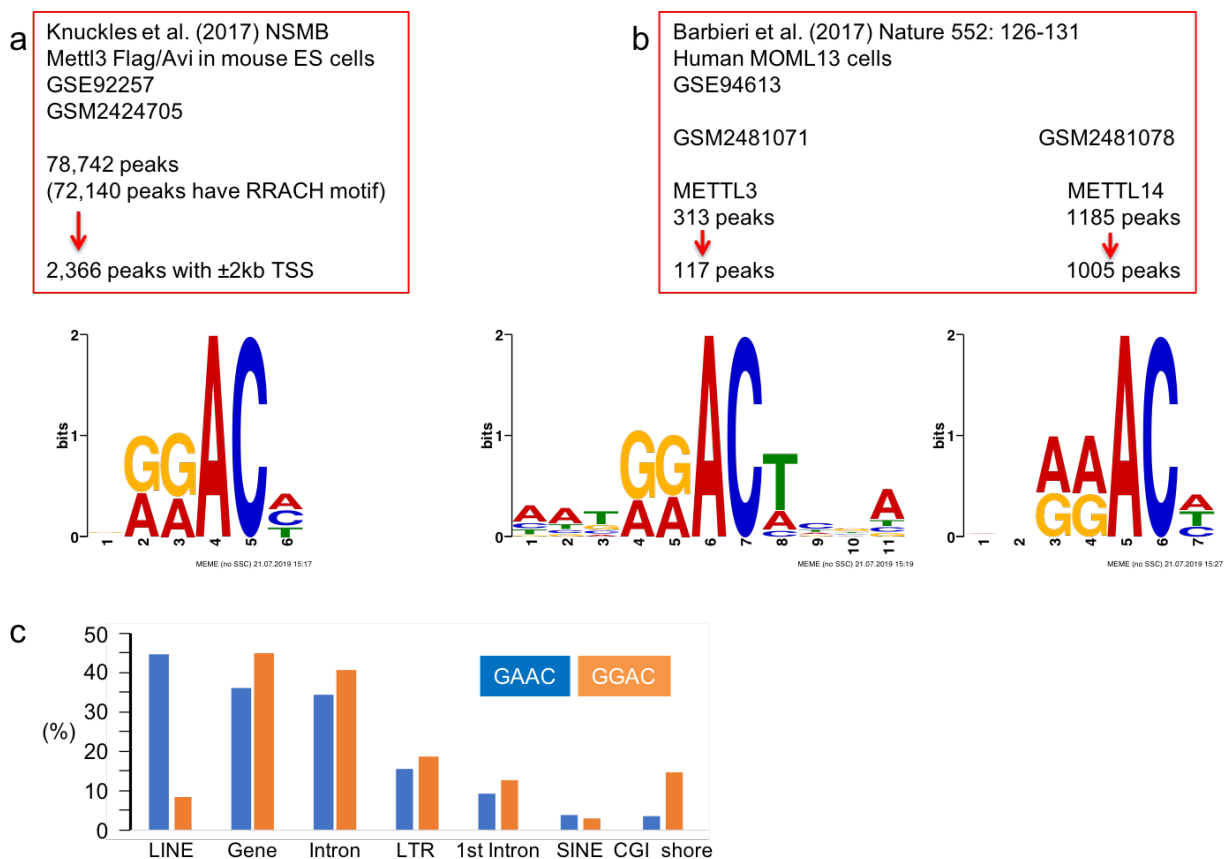 a
Knuckles et al. (2017) NSMB
Mettl3 Flag/Avi in mouse ES cells
GSE92257
GSM2424705
78,742 peaks
(72,140 peaks have RRACH motif)
2,366 peaks with ±2kb TSS
b
Barbieri et al. (2017) Nature 552: 126-131
Human MOML13 cells
GSE94613
GSM2481071 GSM2481078
METTL3 METTL14
313 peaks 1185 peaks
117 peaks 1005 peaks
2
bits
1
0
G G A C A
A A C
T
1 2 3 4 5 6
MEME (no SSC) 21.07.2019 15:17
2
bits
1
0
A A T G G A C T A
A A A
1 2 3 4 5 6 7 8 9 10 11
MEME (no SSC) 21.07.2019 15:19
2
bits
1
0
A A A C A
G G T
C
1 2 3 4 5 6 7
MEME (no SSC) 21.07.2019 15:27
c
(%)
50
40
30
20
10
0
GAAC GGAC
LINE Gene Intron LTR 1st Intron SINE CGI shore